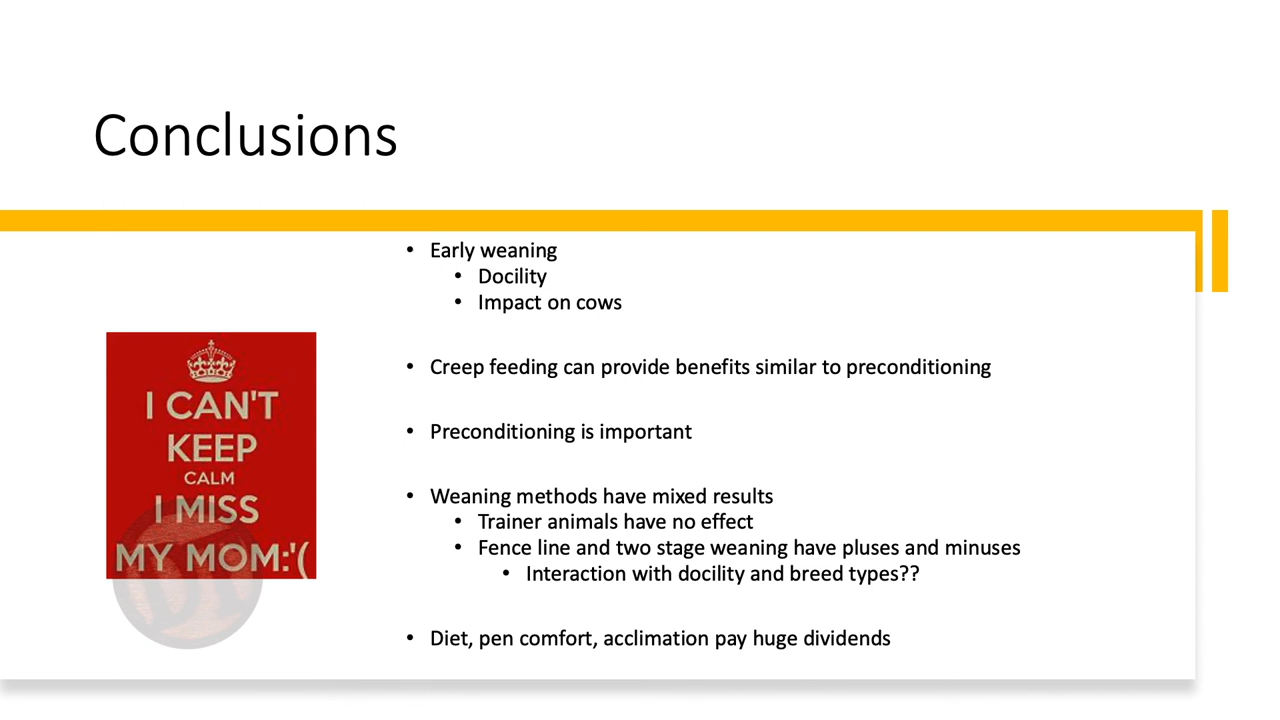 Conclusions
• Early weaning
• Docility
• Impact on cows
• Creep feeding can provide benefits similar to preconditioning
• Preconditioning is important
• Weaning methods have mixed results
• Trainer animals have no effect
• Fence line and two stage weaning have pluses and minuses
• Interaction with docility and breed types??
• Diet, pen comfort, acclimation pay huge dividends
I CAN'T
KEEP
CALM
I MISS
MY MOM:'(